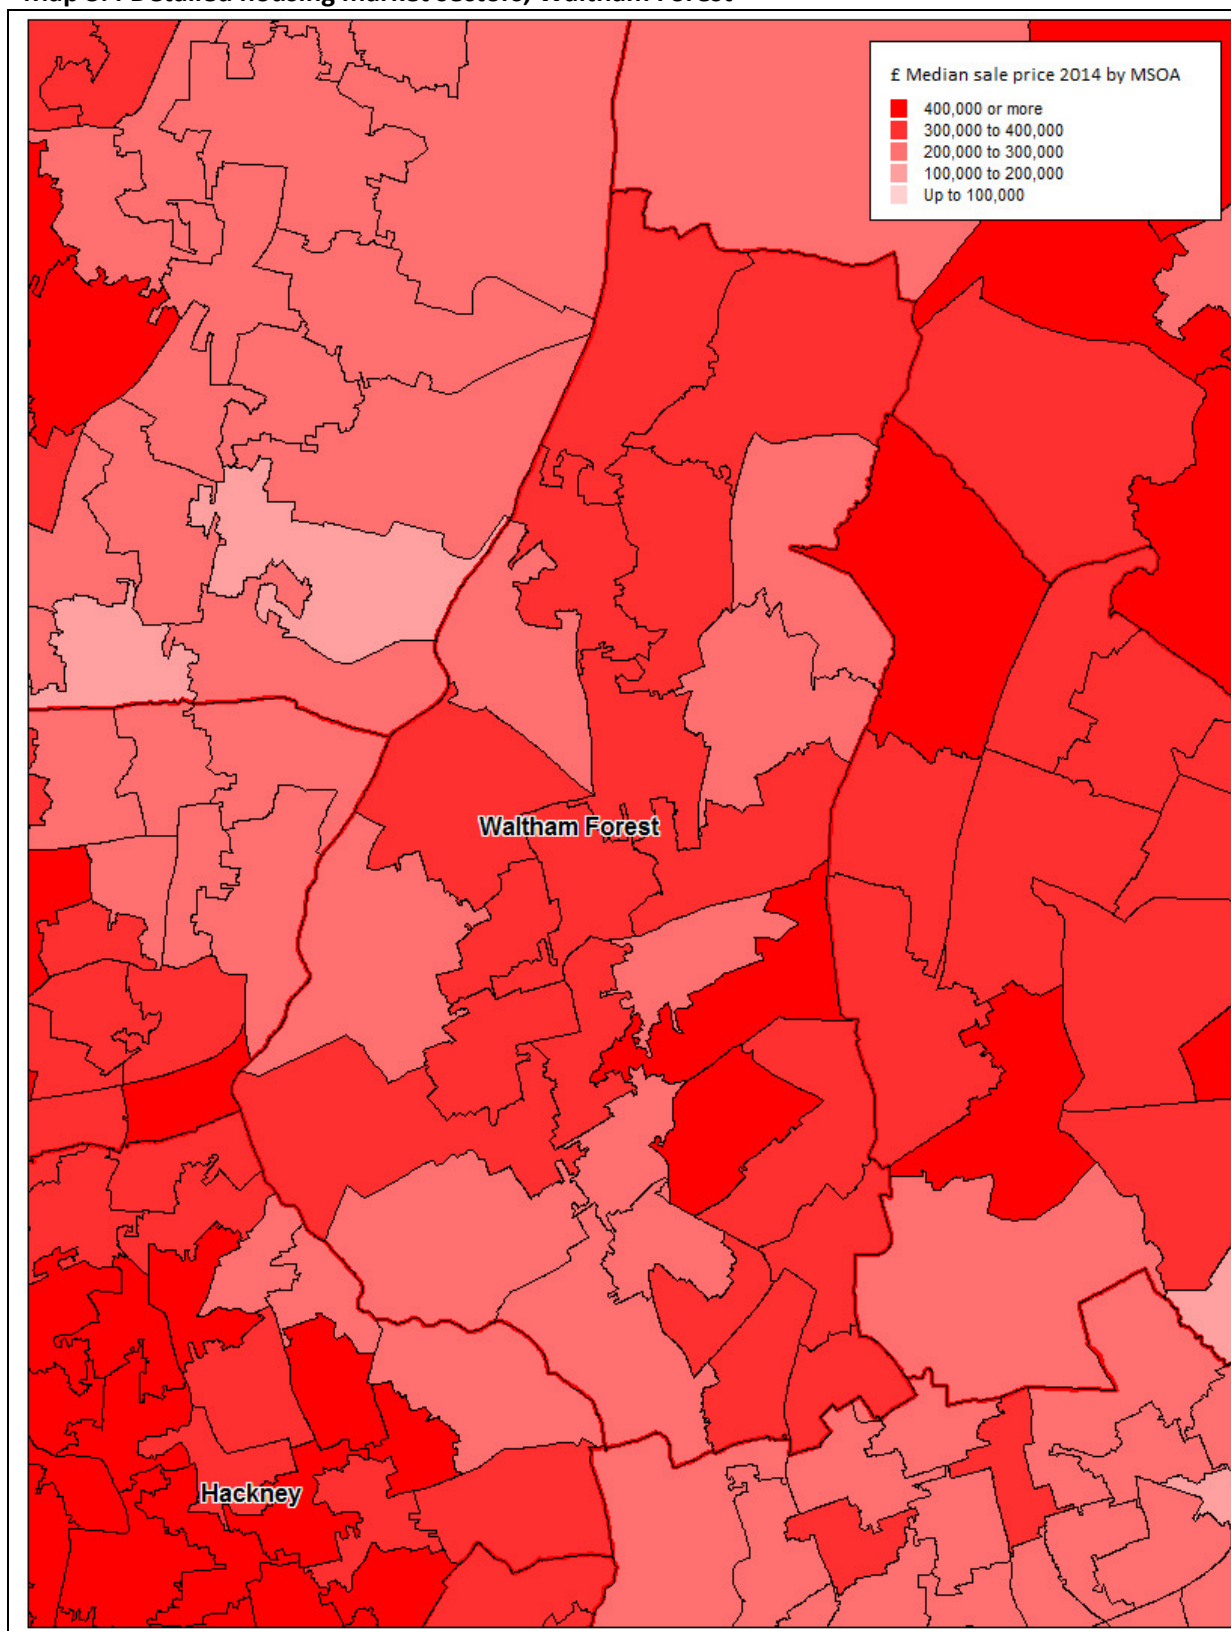 £ Median sale price 2014 by MSOA
400,000 or more
300,000 to 400,000
200,000 to 300,000
100,000 to 200,000
Up to 100,000
Waltham Forest
Hackney